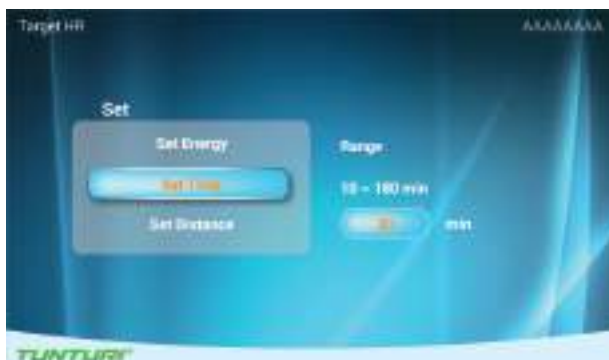 Target HR
AAAAAAAA
Set
Set Energy
Set Time
Set Distance
Range
10 ~ 180 min
min
TUNTURI